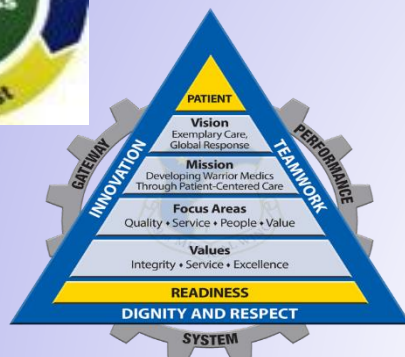 PATIENT
Vision
Exemplary Care,
Global Response
Mission
Developing Warrior Medics
Through Patient-Centered Care
Focus Areas
Quality • Service • People • Value
Values
Integrity • Service • Excellence
READINESS
DIGNITY AND RESPECT
INNOVATION
TEAMWORK
GATEWAY
PERFORMANCE
SYSTEM